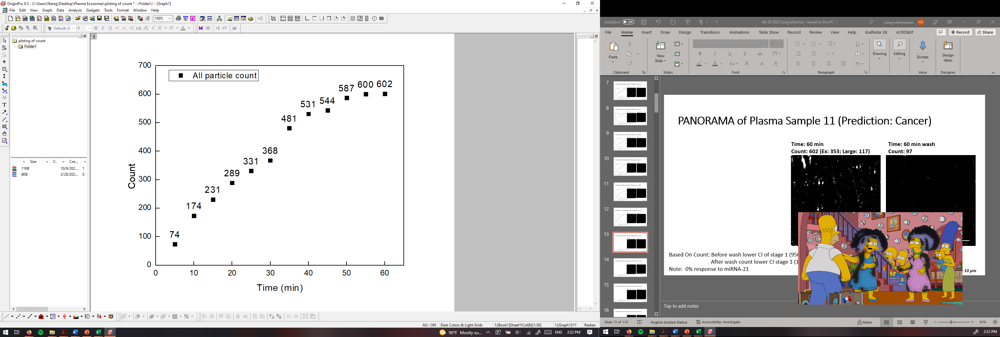 OriginPro 8.5 - C:\Users\Nareg\Desktop\Plasma Exosomes\ploting of count * - /Folder1/ - [Graph1]
File Edit View Graph Data Analysis Gadgets Tools Format Window Help
100%
Default: A 0
ploting of count
Folder1
Size C. Cre...
11KB 10/9/202... 1
8KB 2/28/202... 0
1
All particle count
700
600
500
400
300
200
100
0
Count
74
174
231
289
331
368
481
531
544
587
600
602
0 10 20 30 40 50 60
Time (min)
AU : ON Dark Colors & Light Grids 1:[Book1]Sheet1!Col(B)[1:30] 1:[Graph1]1!1 Radian
90°F Mostly su... ENG 2:22 PM
AutoSave Off 04-20-2022 lung blind tes • Saved to this PC nareg ohannesian NO
File Home Insert Draw Design Transitions Animations Slide Show Record Review View Help EndNote X8 ACROBAT Record Share
Paste
New Slide
18
Drawing
Editing
Dictate
Design Ideas
Clipboard Slides Font Paragraph Voice Designer
7
8
9
10
11
12
13
14
15
16
PANORAMA of Plasma Sample 11 (Prediction: Cancer)
Time: 60 min
Count: 602 (Ex: 353; Large: 117)
Time: 60 min wash
Count: 97
Based On Count: Before wash lower CI of stage 1 (950
After wash count lower CI stage 1 (1
Note: 0% response to miRNA-21
10 µm
FRANCE
Tap to add notes
Slide 13 of 110 English (United States) Accessibility: Investigate Notes 81%
2:22 PM